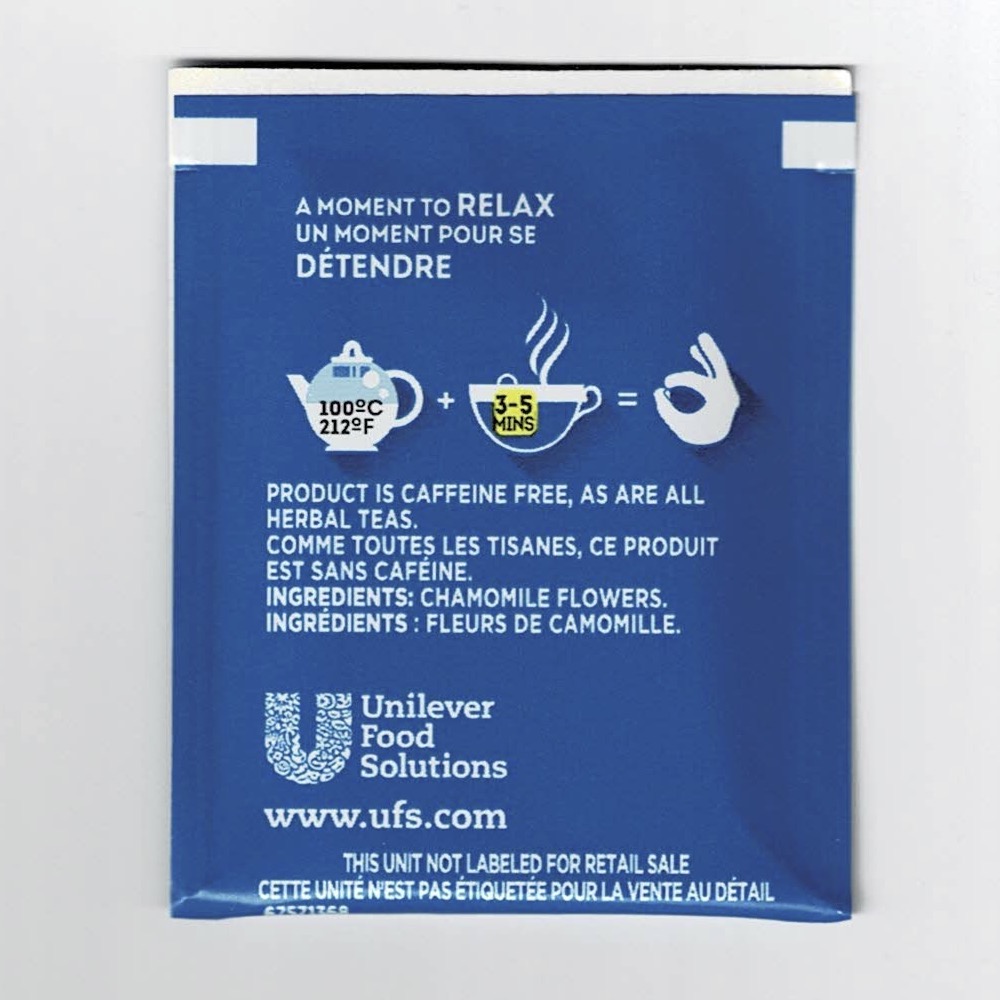 A MOMENT TO RELAX
UN MOMENT POUR SE
DÉTENDRE
100ºC
212ºF
+
3-5
MINS
=
PRODUCT IS CAFFEINE FREE, AS ARE ALL
HERBAL TEAS.
COMME TOUTES LES TISANES, CE PRODUIT
EST SANS CAFÉINE.
INGREDIENTS: CHAMOMILE FLOWERS.
INGRÉDIENTS : FLEURS DE CAMOMILLE.
Unilever
Food
Solutions
www.ufs.com
THIS UNIT NOT LABELED FOR RETAIL SALE
CETTE UNITÉ N'EST PAS ÉTIQUETÉE POUR LA VENTE AU DÉTAIL